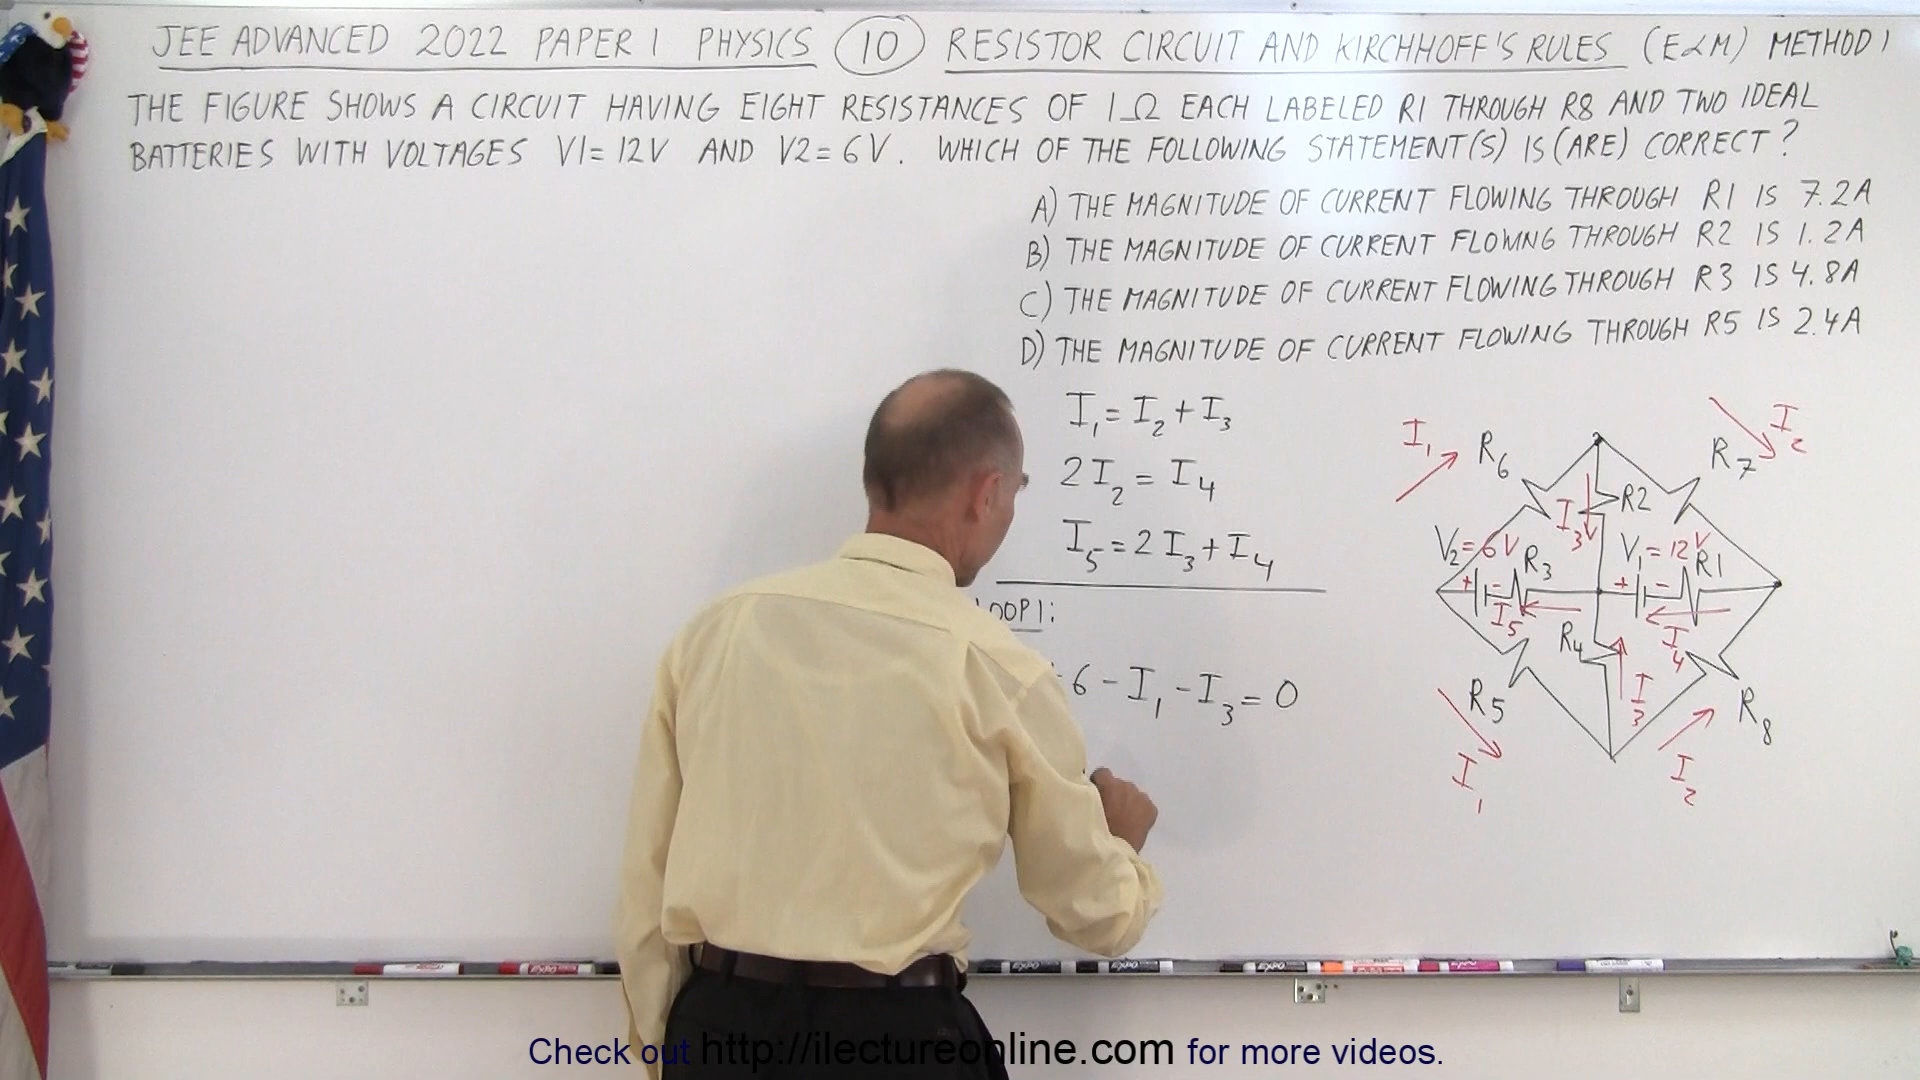 JEE ADVANCED 2022 PAPER 1 PHYSICS 10 RESISTOR CIRCUIT AND KIRCHHOFF'S RULES (E&M) METHOD 1
THE FIGURE SHOWS A CIRCUIT HAVING EIGHT RESISTANCES OF 1Ω EACH LABELED R1 THROUGH R8 AND TWO IDEAL
BATTERIES WITH VOLTAGES V1=12V AND V2=6V. WHICH OF THE FOLLOWING STATEMENT(S) IS (ARE) CORRECT?
A) THE MAGNITUDE OF CURRENT FLOWING THROUGH R1 IS 7.2A
B) THE MAGNITUDE OF CURRENT FLOWING THROUGH R2 IS 1.2A
C) THE MAGNITUDE OF CURRENT FLOWING THROUGH R3 IS 4.8A
D) THE MAGNITUDE OF CURRENT FLOWING THROUGH R5 IS 2.4A
I₁ = I₂ + I₃
2I₂ = I₄
I₅ = 2I₃ + I₄
OOP1:
6 - I₁ - I₃ = 0
I₁ R₆ R₇ I₂
I₃ R2
V₂=6V R₃ V₁=12V R1
+ - + -
I₅ R₄ I₄
R₅ I₃ R₈
I₁ I₂
EXPO EXPO EXPO EXPO
Check out http://ilectureonline.com for more videos.